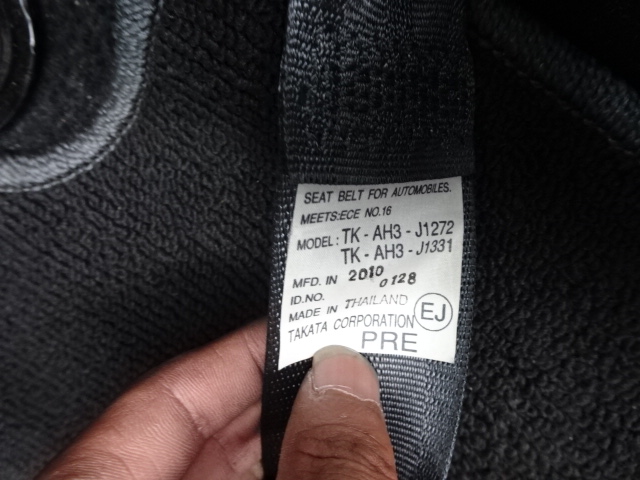 SEAT BELT FOR AUTOMOBILES.
MEETS:ECE NO.16
MODEL: TK - AH3 - J1272
TK - AH3 - J1331
MFD. IN 2010 0128
ID.NO.
MADE IN THAILAND
TAKATA CORPORATION EJ
PRE